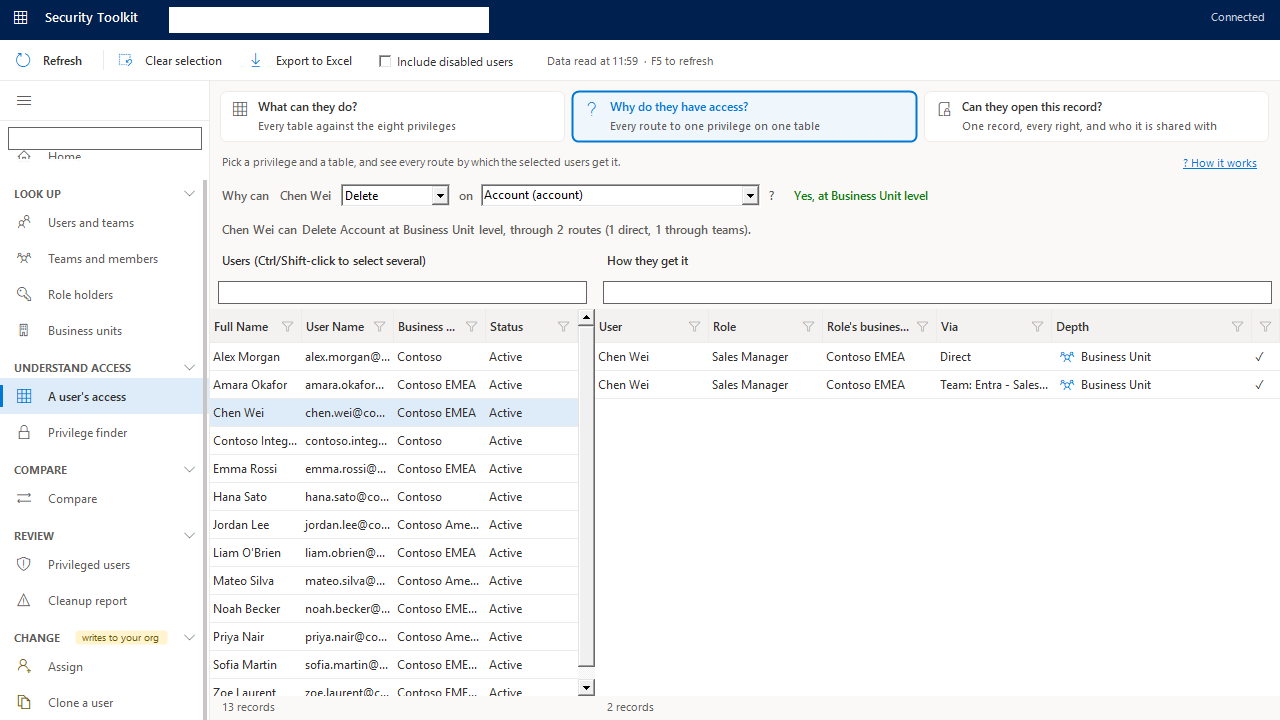 Security Toolkit
Connected
Refresh
Clear selection
Export to Excel
Include disabled users
Data read at 11:59 · F5 to refresh
Home
LOOK UP
Users and teams
Teams and members
Role holders
Business units
UNDERSTAND ACCESS
A user's access
Privilege finder
COMPARE
Compare
REVIEW
Privileged users
Cleanup report
CHANGE writes to your org
Assign
Clone a user
What can they do?
Every table against the eight privileges
Why do they have access?
Every route to one privilege on one table
Can they open this record?
One record, every right, and who it is shared with
Pick a privilege and a table, and see every route by which the selected users get it.
? How it works
Why can Chen Wei Delete on Account (account) ? Yes, at Business Unit level
Chen Wei can Delete Account at Business Unit level, through 2 routes (1 direct, 1 through teams).
Users (Ctrl/Shift-click to select several)
Full Name User Name Business ... Status
Alex Morgan alex.morgan@... Contoso Active
Amara Okafor amara.okafor... Contoso EMEA Active
Chen Wei chen.wei@co... Contoso EMEA Active
Contoso Integ... contoso.integ... Contoso Active
Emma Rossi emma.rossi@... Contoso EMEA Active
Hana Sato hana.sato@co... Contoso Active
Jordan Lee jordan.lee@co... Contoso Ame... Active
Liam O'Brien liam.obrien@... Contoso EMEA Active
Mateo Silva mateo.silva@... Contoso Ame... Active
Noah Becker noah.becker@... Contoso EME... Active
Priya Nair priya.nair@co... Contoso Ame... Active
Sofia Martin sofia.martin@... Contoso EME... Active
Zoe Laurent zoe.laurent@c... Contoso EME... Active
13 records
How they get it
User Role Role's busines... Via Depth
Chen Wei Sales Manager Contoso EMEA Direct Business Unit ✓
Chen Wei Sales Manager Contoso EMEA Team: Entra - Sales... Business Unit ✓
2 records